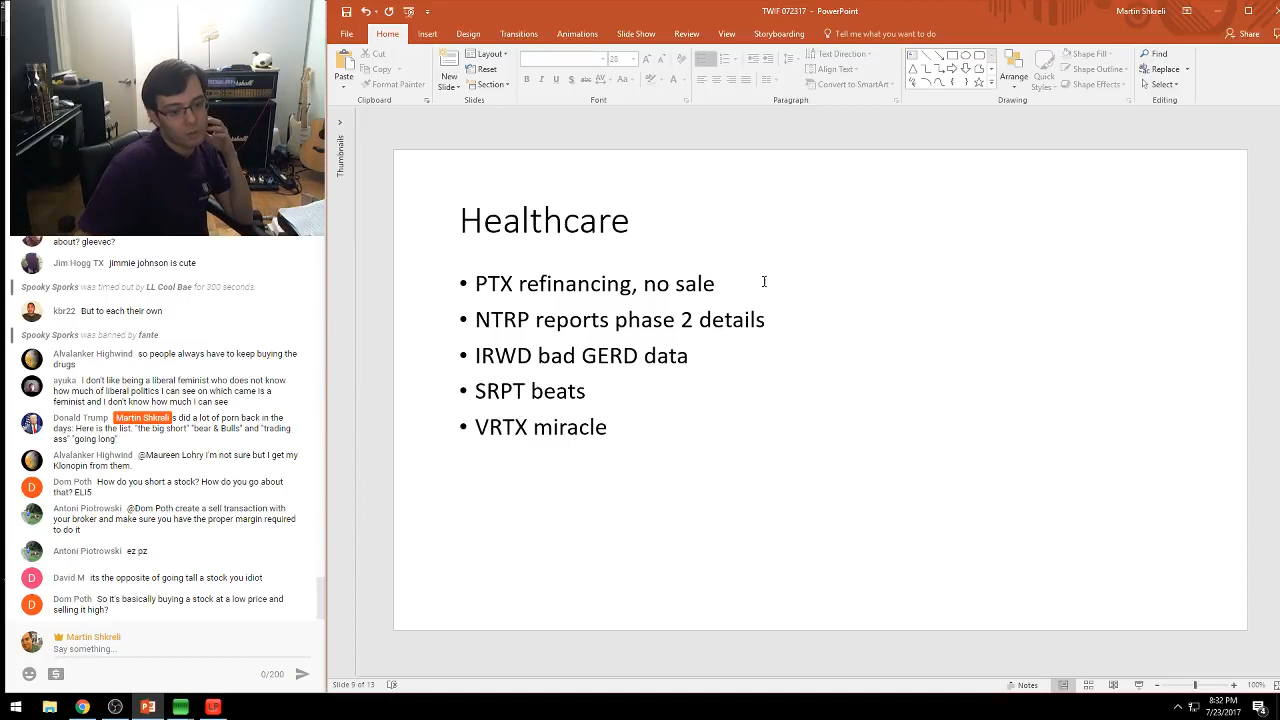 TWIF 072317 - PowerPoint
Martin Shkreli
File
Home
Insert
Design
Transitions
Animations
Slide Show
Review
View
Storyboarding
Tell me what you want to do
Share
Paste
Cut
Copy
Format Painter
Clipboard
New Slide
Layout
Reset
Section
Slides
28
Font
Text Direction
Align Text
Convert to SmartArt
Paragraph
Arrange
Quick Styles
Shape Fill
Shape Outline
Shape Effects
Drawing
Find
Replace
Select
Editing
Thumbnails
Healthcare
• PTX refinancing, no sale
• NTRP reports phase 2 details
• IRWD bad GERD data
• SRPT beats
• VRTX miracle
Marshall
about? gleevec?
Jim Hogg TX jimmie johnson is cute
Spooky Sporks was timed out by LL Cool Bae for 300 seconds.
kbr22 But to each their own
Spooky Sporks was banned by fante.
Alvalanker Highwind so people always have to keep buying the
drugs
ayuka I don't like being a liberal feminist who does not know
how much of liberal politics I can see on which came is a
feminist and I don't know how much I can see
Donald Trump Martin Shkreli s did a lot of porn back in the
days: Here is the list. "the big short" "bear & Bulls" and "trading
ass" "going long"
Alvalanker Highwind @Maureen Lohry I'm not sure but I get my
Klonopin from them.
D Dom Poth How do you short a stock? How do you go about
that? ELI5
Antoni Piotrowski @Dom Poth create a sell transaction with
your broker and make sure you have the proper margin required
to do it
Antoni Piotrowski ez pz
D David M its the opposite of going tall a stock you idiot
D Dom Poth So it's basically buying a stock at a low price and
selling it high?
Martin Shkreli
Say something...
0/200
Slide 9 of 13
Notes
100%
8:32 PM
7/23/2017